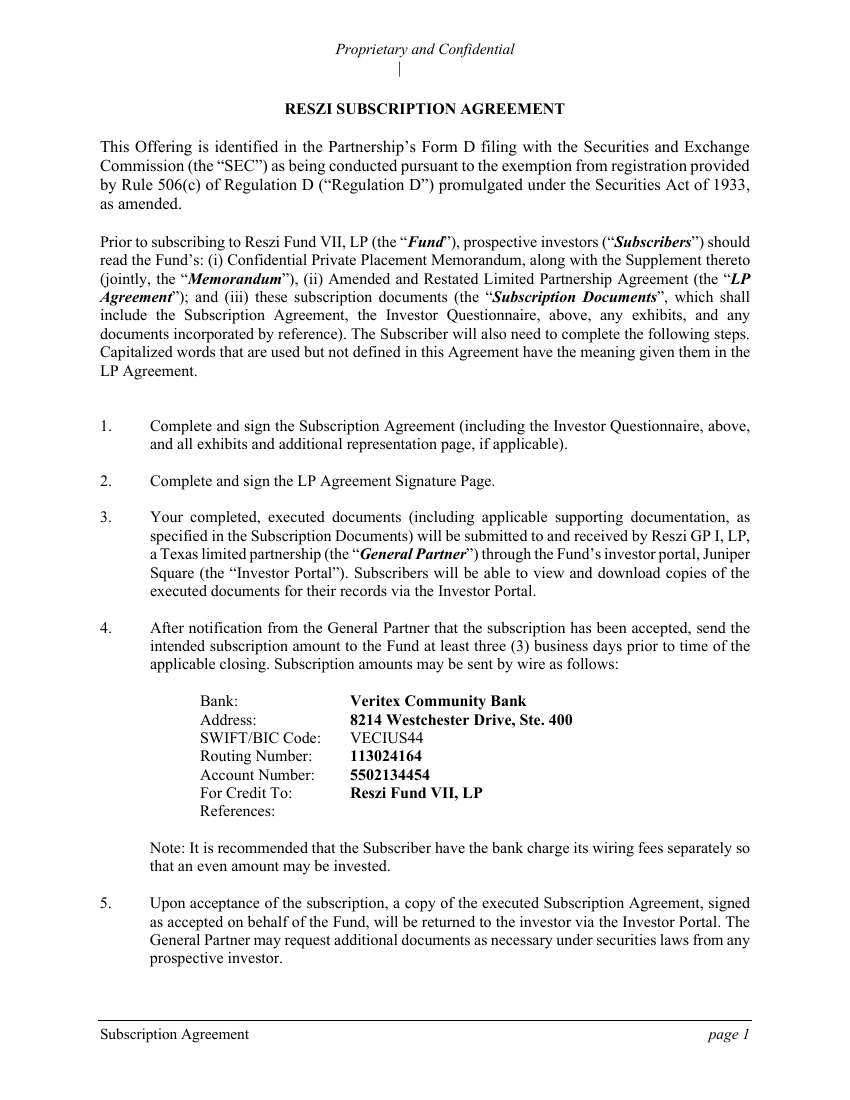 Proprietary and Confidential
|
RESZI SUBSCRIPTION AGREEMENT
This Offering is identified in the Partnership’s Form D filing with the Securities and Exchange
Commission (the “SEC”) as being conducted pursuant to the exemption from registration provided
by Rule 506(c) of Regulation D (“Regulation D”) promulgated under the Securities Act of 1933,
as amended.
Prior to subscribing to Reszi Fund VII, LP (the “Fund”), prospective investors (“Subscribers”) should
read the Fund’s: (i) Confidential Private Placement Memorandum, along with the Supplement thereto
(jointly, the “Memorandum”), (ii) Amended and Restated Limited Partnership Agreement (the “LP
Agreement”); and (iii) these subscription documents (the “Subscription Documents”, which shall
include the Subscription Agreement, the Investor Questionnaire, above, any exhibits, and any
documents incorporated by reference). The Subscriber will also need to complete the following steps.
Capitalized words that are used but not defined in this Agreement have the meaning given them in the
LP Agreement.
1. Complete and sign the Subscription Agreement (including the Investor Questionnaire, above,
and all exhibits and additional representation page, if applicable).
2. Complete and sign the LP Agreement Signature Page.
3. Your completed, executed documents (including applicable supporting documentation, as
specified in the Subscription Documents) will be submitted to and received by Reszi GP I, LP,
a Texas limited partnership (the “General Partner”) through the Fund’s investor portal, Juniper
Square (the “Investor Portal”). Subscribers will be able to view and download copies of the
executed documents for their records via the Investor Portal.
4. After notification from the General Partner that the subscription has been accepted, send the
intended subscription amount to the Fund at least three (3) business days prior to time of the
applicable closing. Subscription amounts may be sent by wire as follows:
Bank: Veritex Community Bank
Address: 8214 Westchester Drive, Ste. 400
SWIFT/BIC Code: VECIUS44
Routing Number: 113024164
Account Number: 5502134454
For Credit To: Reszi Fund VII, LP
References:
Note: It is recommended that the Subscriber have the bank charge its wiring fees separately so
that an even amount may be invested.
5. Upon acceptance of the subscription, a copy of the executed Subscription Agreement, signed
as accepted on behalf of the Fund, will be returned to the investor via the Investor Portal. The
General Partner may request additional documents as necessary under securities laws from any
prospective investor.
Subscription Agreement page 1